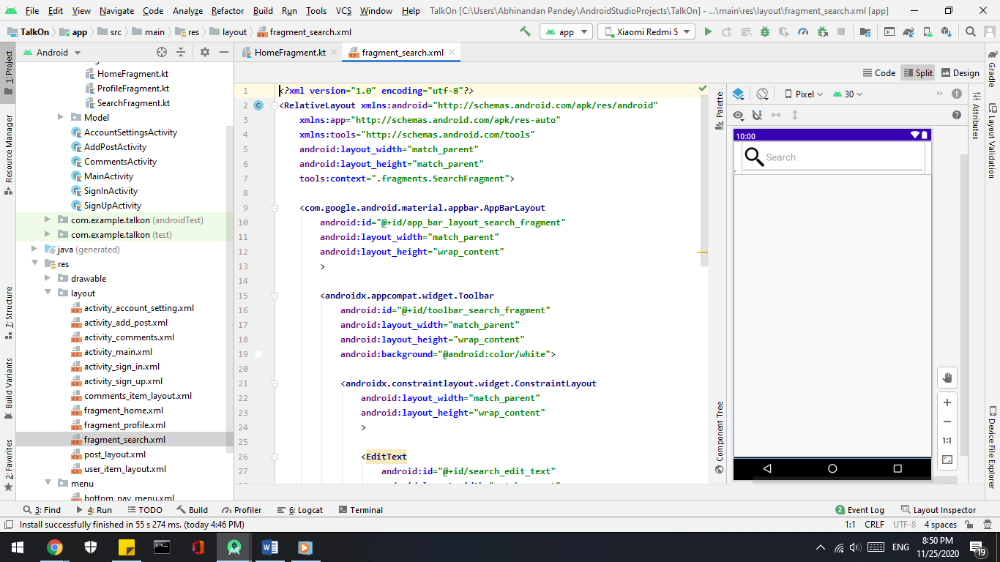 File Edit View Navigate Code Analyze Refactor Build Run Tools VCS Window Help TalkOn [C:\Users\Abhinandan Pandey\AndroidStudioProjects\TalkOn] - ...\main\res\layout\fragment_search.xml [app]
TalkOn app src main res layout fragment_search.xml app Xiaomi Redmi 5
1: Project
Resource Manager
7: Structure
Build Variants
2: Favorites
Android
HomeFragment.kt
ProfileFragment.kt
SearchFragment.kt
Model
AccountSettingsActivity
AddPostActivity
CommentsActivity
MainActivity
SignInActivity
SignUpActivity
com.example.talkon (androidTest)
com.example.talkon (test)
java (generated)
res
drawable
layout
activity_account_setting.xml
activity_add_post.xml
activity_comments.xml
activity_main.xml
activity_sign_in.xml
activity_sign_up.xml
comments_item_layout.xml
fragment_home.xml
fragment_profile.xml
fragment_search.xml
post_layout.xml
user_item_layout.xml
menu
bottom_nav_menu.xml
HomeFragment.kt fragment_search.xml
Code Split Design
1 <?xml version="1.0" encoding="utf-8"?>
2 <RelativeLayout xmlns:android="http://schemas.android.com/apk/res/android"
3 xmlns:app="http://schemas.android.com/apk/res-auto"
4 xmlns:tools="http://schemas.android.com/tools"
5 android:layout_width="match_parent"
6 android:layout_height="match_parent"
7 tools:context=".fragments.SearchFragment">
8
9 <com.google.android.material.appbar.AppBarLayout
10 android:id="@+id/app_bar_layout_search_fragment"
11 android:layout_width="match_parent"
12 android:layout_height="wrap_content"
13 >
14
15 <androidx.appcompat.widget.Toolbar
16 android:id="@+id/toolbar_search_fragment"
17 android:layout_width="match_parent"
18 android:layout_height="wrap_content"
19 android:background="@android:color/white">
20
21 <androidx.constraintlayout.widget.ConstraintLayout
22 android:layout_width="match_parent"
23 android:layout_height="wrap_content"
24 >
25
26 <EditText
27 android:id="@+id/search_edit_text"
Palette
Component Tree
Pixel 30
10:00
Search
1:1
Gradle
Attributes
Layout Validation
Device File Explorer
3: Find 4: Run TODO Build Profiler 6: Logcat Terminal 2 Event Log Layout Inspector
Install successfully finished in 55 s 274 ms. (today 4:46 PM) 1:1 CRLF UTF-8 4 spaces
ENG 8:50 PM
11/25/2020 19